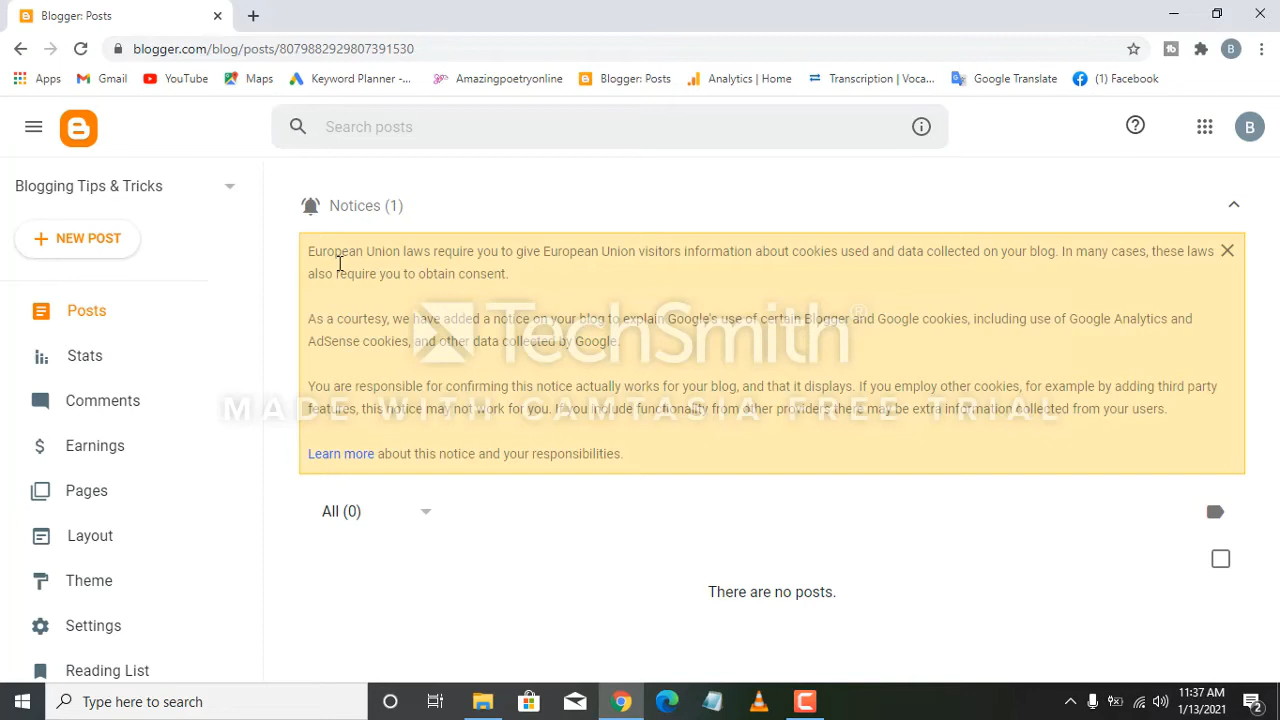 Blogger: Posts
blogger.com/blog/posts/8079882929807391530
Apps
Gmail
YouTube
Maps
Keyword Planner -...
Amazingpoetryonline
Blogger: Posts
Analytics | Home
Transcription | Voca...
Google Translate
(1) Facebook
B
Search posts
B
Blogging Tips & Tricks
NEW POST
Posts
Stats
Comments
Earnings
Pages
Layout
Theme
Settings
Reading List
Notices (1)
European Union laws require you to give European Union visitors information about cookies used and data collected on your blog. In many cases, these laws
also require you to obtain consent.
As a courtesy, we have added a notice on your blog to explain Google's use of certain Blogger and Google cookies, including use of Google Analytics and
AdSense cookies, and other data collected by Google.
You are responsible for confirming this notice actually works for your blog, and that it displays. If you employ other cookies, for example by adding third party
features, this notice may not work for you. If you include functionality from other providers there may be extra information collected from your users.
Learn more about this notice and your responsibilities.
TechSmith®
MADE WITH CAMTASIA FREE TRIAL
All (0)
There are no posts.
Type here to search
11:37 AM
1/13/2021
2